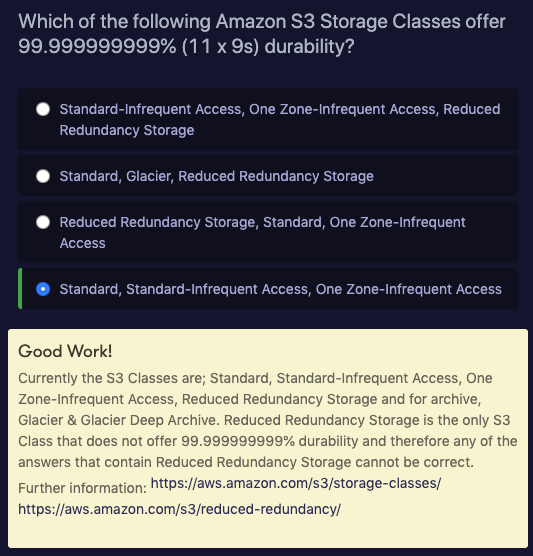 Which of the following Amazon S3 Storage Classes offer
99.999999999% (11 x 9s) durability?
Standard-Infrequent Access, One Zone-Infrequent Access, Reduced
Redundancy Storage
Standard, Glacier, Reduced Redundancy Storage
Reduced Redundancy Storage, Standard, One Zone-Infrequent
Access
Standard, Standard-Infrequent Access, One Zone-Infrequent Access
Good Work!
Currently the S3 Classes are; Standard, Standard-Infrequent Access, One
Zone-Infrequent Access, Reduced Redundancy Storage and for archive,
Glacier & Glacier Deep Archive. Reduced Redundancy Storage is the only S3
Class that does not offer 99.999999999% durability and therefore any of the
answers that contain Reduced Redundancy Storage cannot be correct.
Further information: https://aws.amazon.com/s3/storage-classes/
https://aws.amazon.com/s3/reduced-redundancy/